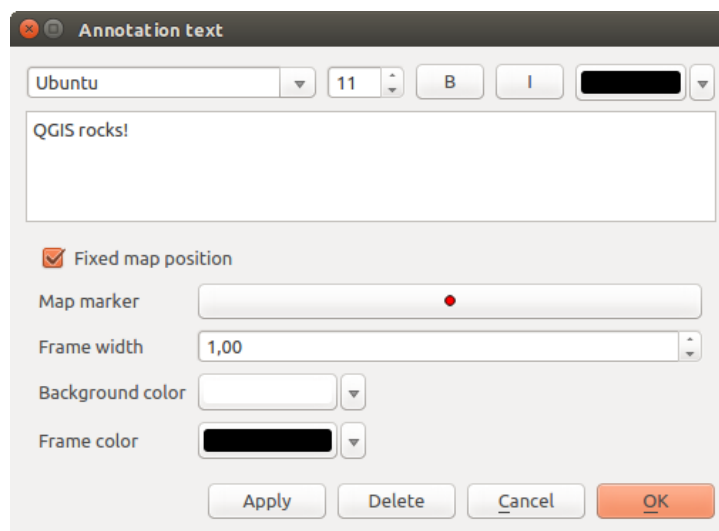 Annotation text
Ubuntu 11 B I
QGIS rocks!
Fixed map position
Map marker
Frame width 1,00
Background color
Frame color
Apply Delete Cancel OK